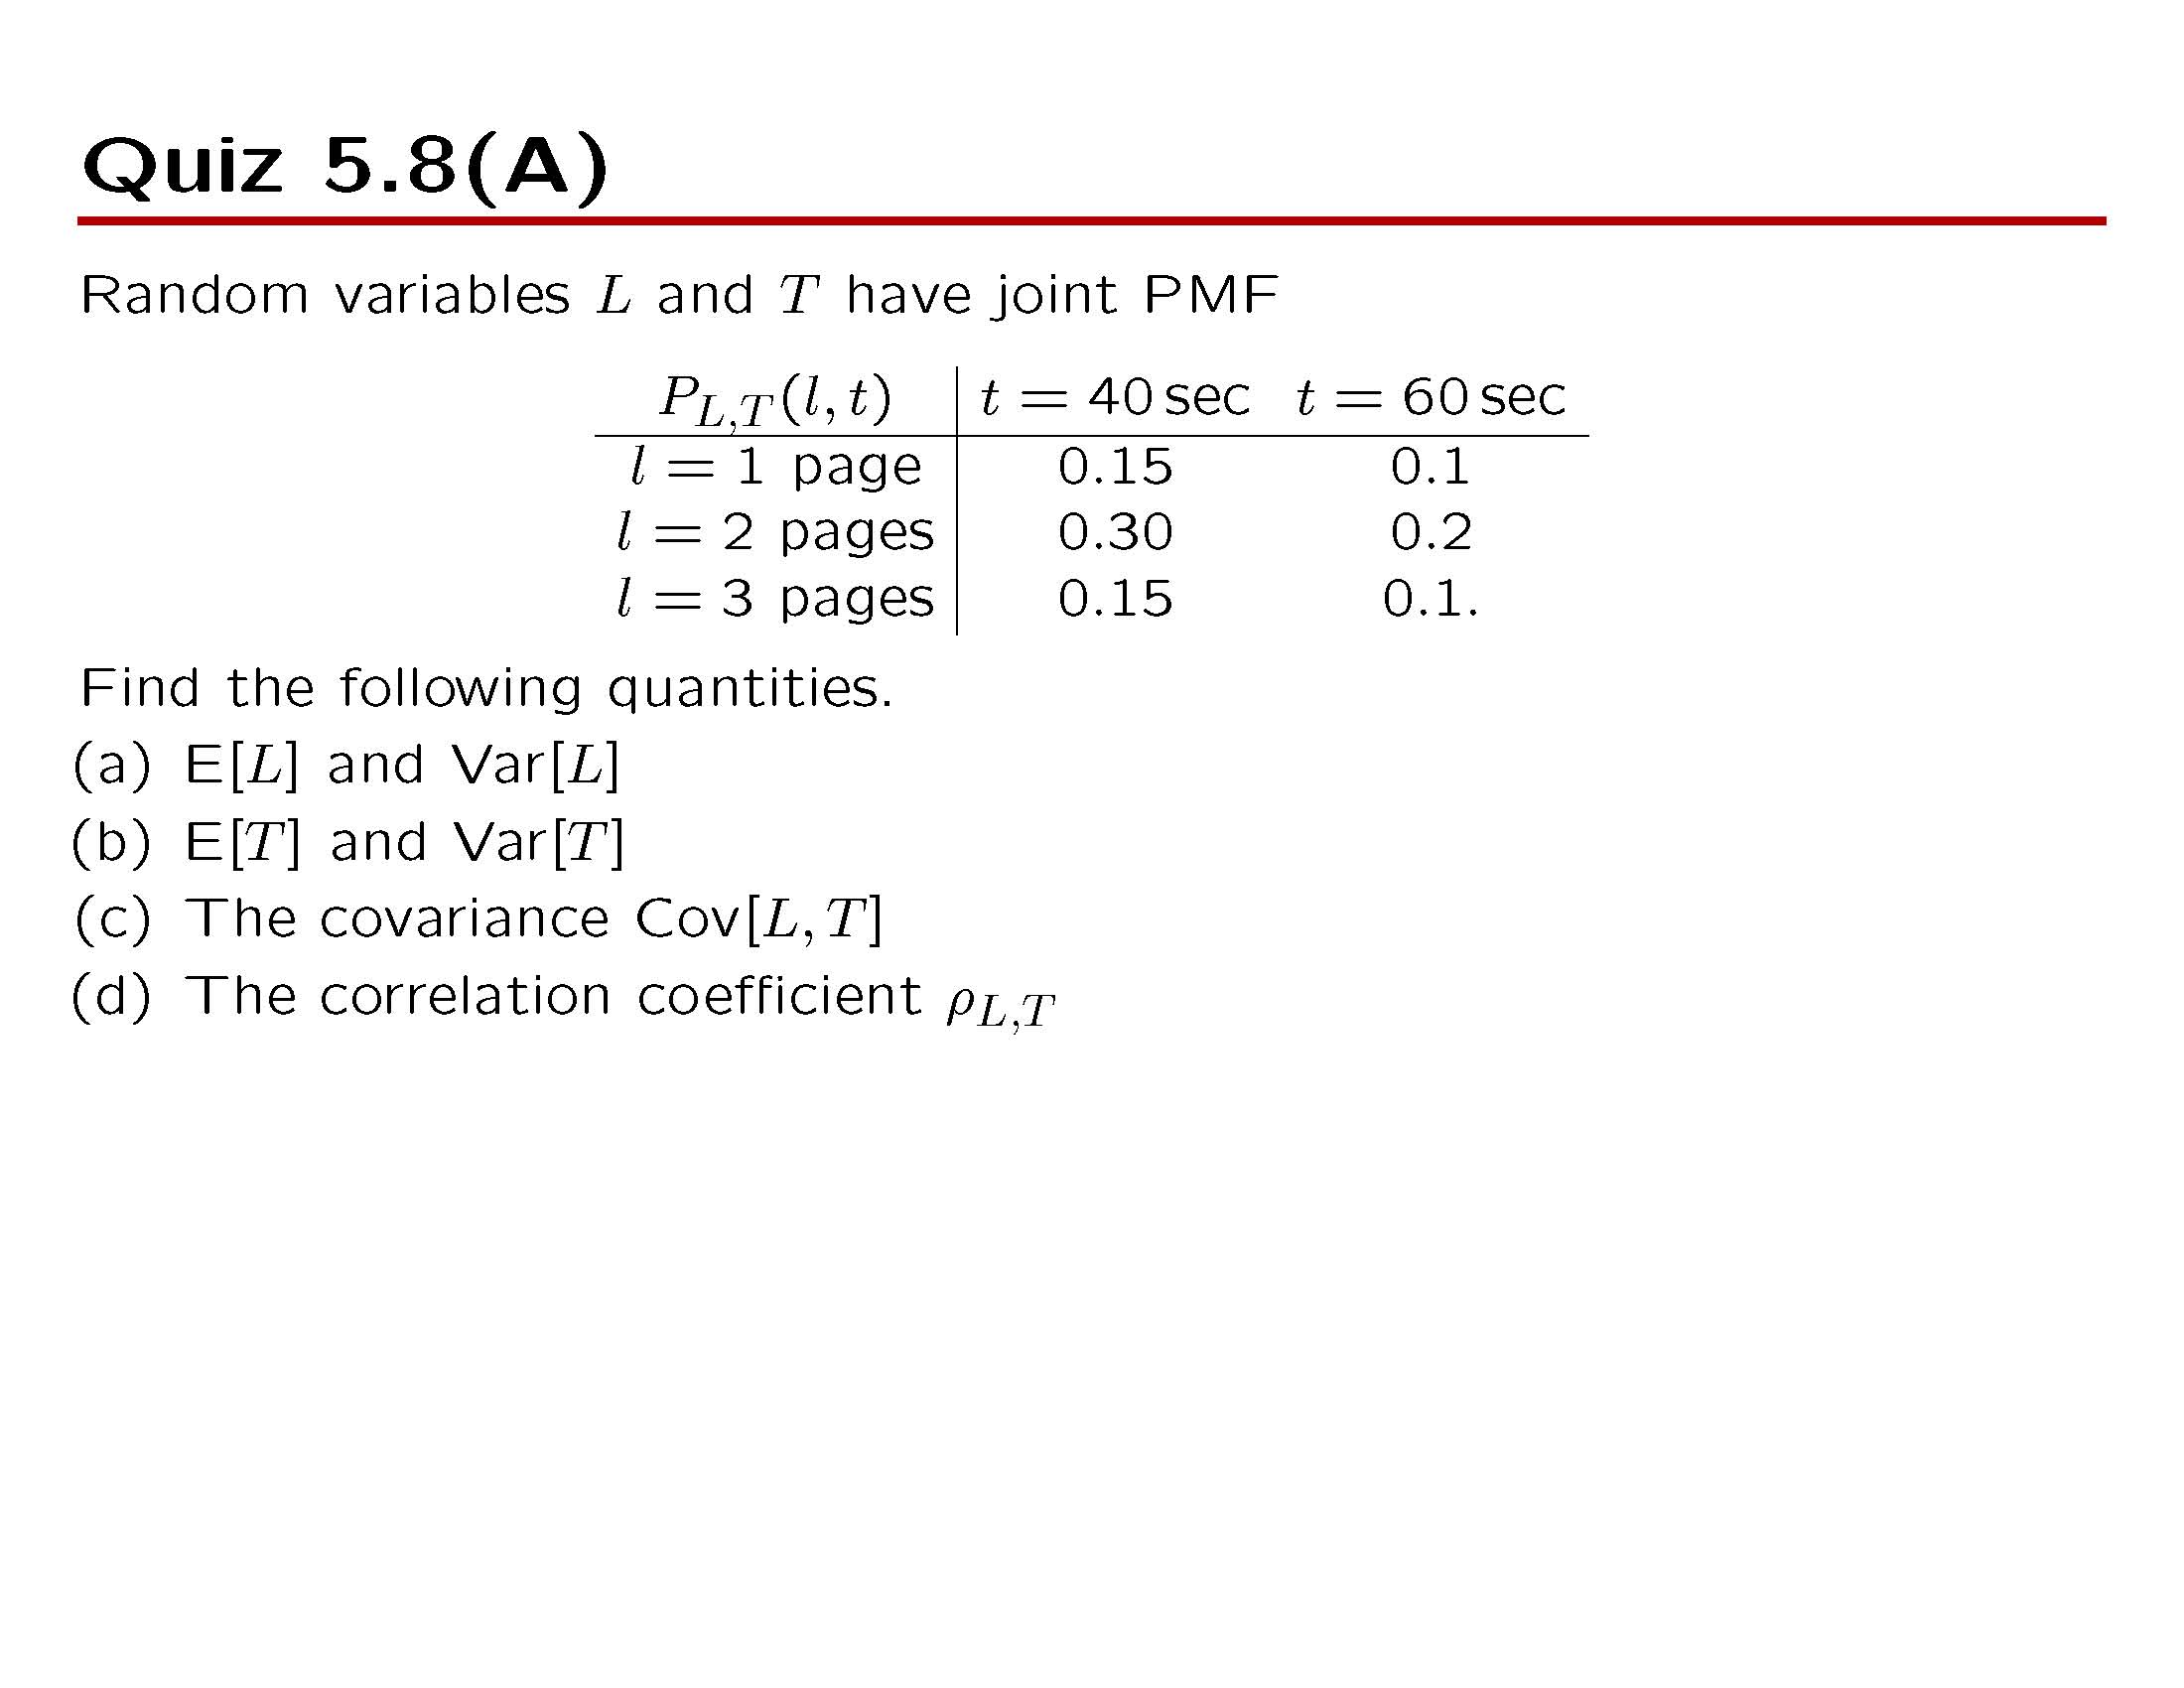 Quiz 5.8(A)
Random variables L and T have joint PMF
P_{L,T}(l, t) t = 40 sec t = 60 sec
l = 1 page 0.15 0.1
l = 2 pages 0.30 0.2
l = 3 pages 0.15 0.1.
Find the following quantities.
(a) E[L] and Var[L]
(b) E[T] and Var[T]
(c) The covariance Cov[L, T]
(d) The correlation coefficient ρ_{L,T}